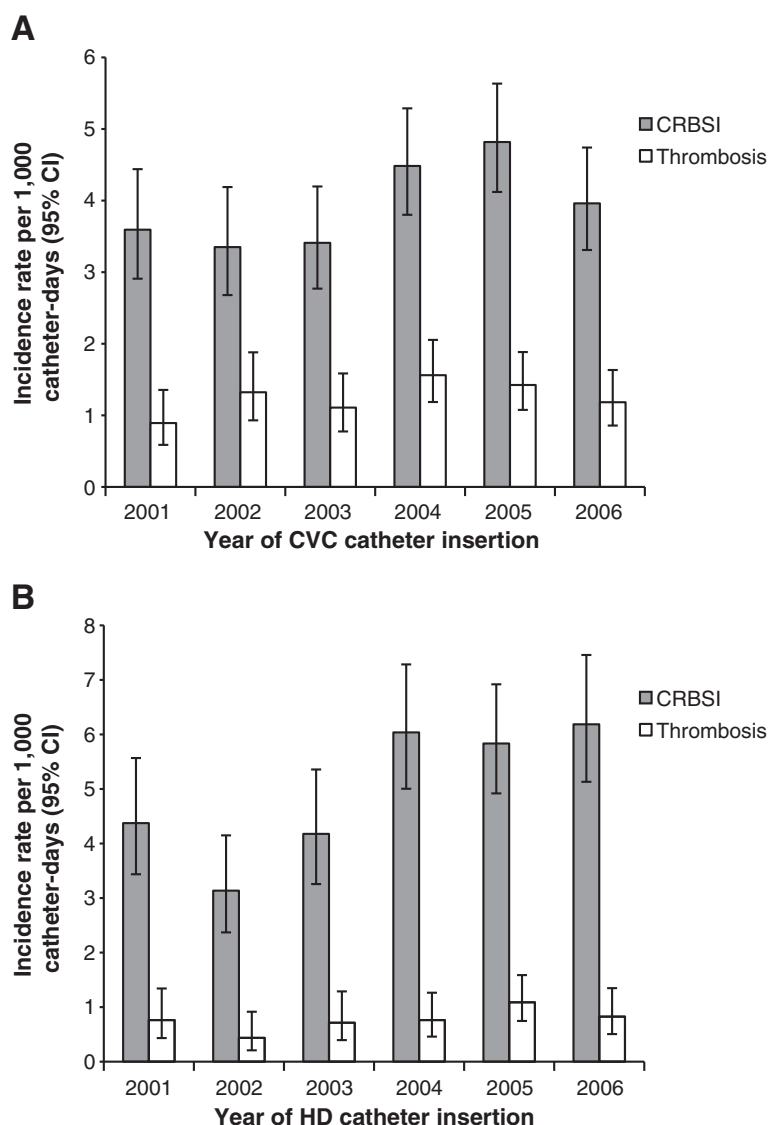 A
Incidence rate per 1,000
catheter-days (95% CI)
6
5
4
3
2
1
0
CRBSI
Thrombosis
2001 2002 2003 2004 2005 2006
Year of CVC catheter insertion
B
Incidence rate per 1,000
catheter-days (95% CI)
8
7
6
5
4
3
2
1
0
CRBSI
Thrombosis
2001 2002 2003 2004 2005 2006
Year of HD catheter insertion